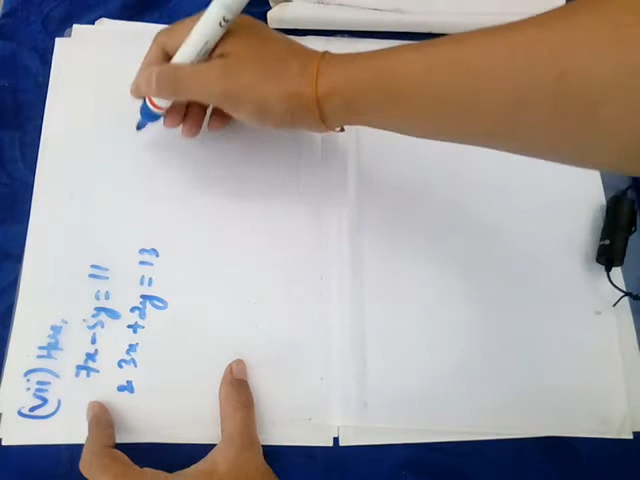 (vii) Here,
7x - 5y = 11
& 3x + 2y = 13